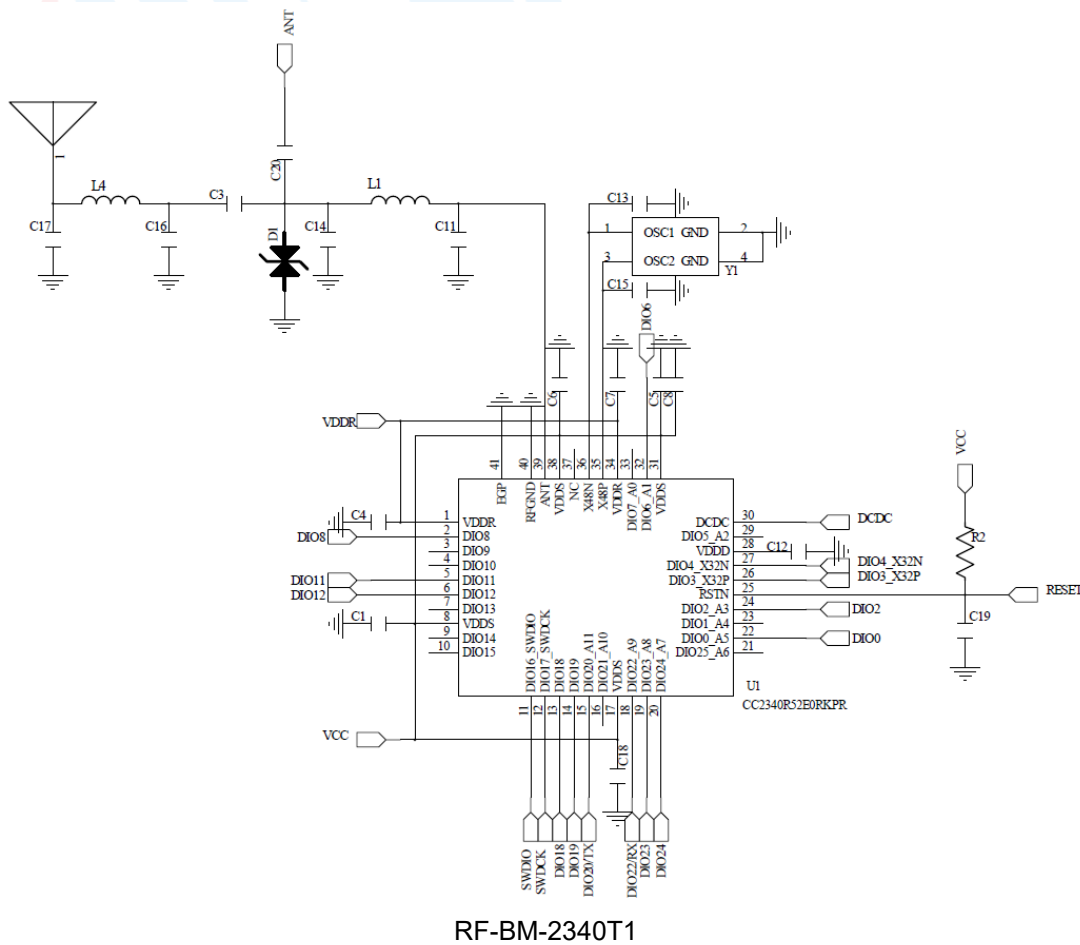 ANT
1
L4
C3
C20
L1
C17
C16
D1
C14
C11
C13
1
OSC1 GND
2
3
OSC2 GND
4
Y1
C15
DIO6
C6
C7
C5
C8
VDDR
VCC
41
40
39
38
37
36
35
34
33
32
31
EGP
RFGND
ANT
VDDS
NC
X48N
X48P
VDDR
DIO7_A0
DIO6_A1
VDDS
C4
1
VDDR
DIO8
2
DIO8
3
DIO9
4
DIO10
DIO11
5
DIO11
DIO12
6
DIO12
7
DIO13
C1
8
VDDS
9
DIO14
10
DIO15
DCDC
30
DCDC
DIO5_A2
29
VDDD
28
C12
DIO4_X32N
27
DIO4_X32N
DIO3_X32P
26
DIO3_X32P
RSTN
25
RESET
DIO2_A3
24
DIO2
DIO1_A4
23
DIO0_A5
22
DIO0
DIO25_A6
21
R2
C19
DIO16_SWDIO
DIO17_SWDCK
DIO18
DIO19
DIO20_A11
DIO21_A10
VDDS
DIO22_A9
DIO23_A8
DIO24_A7
U1
CC2340R52E0RKPR
11
12
13
14
15
16
17
18
19
20
VCC
C18
SWDIO
SWDCK
DIO18
DIO19
DIO20/TX
DIO22/RX
DIO23
DIO24
RF-BM-2340T1